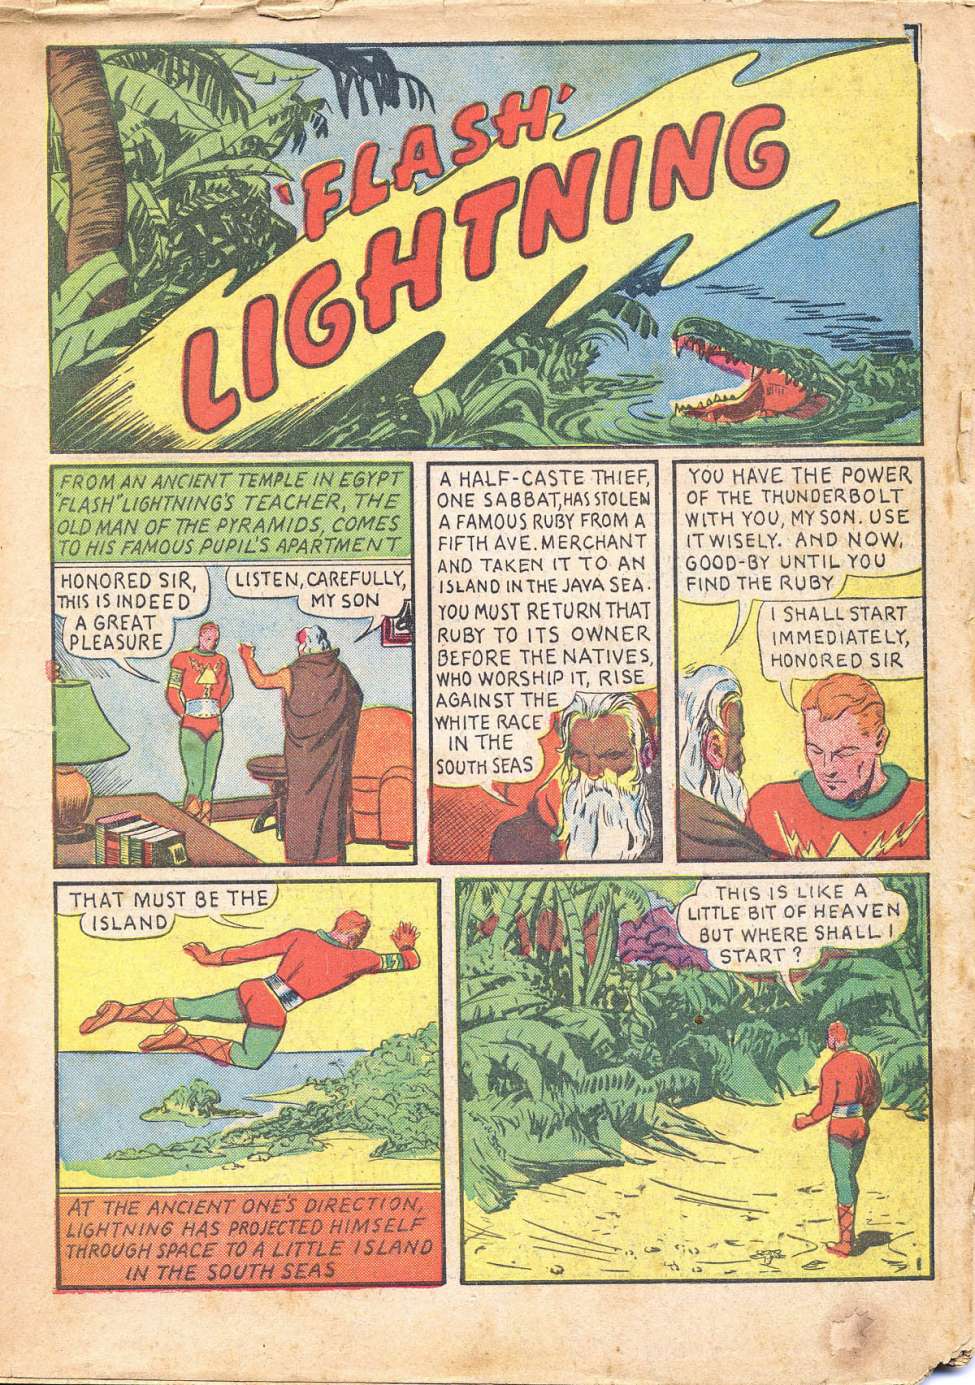 'FLASH'
LIGHTNING
FROM AN ANCIENT TEMPLE IN EGYPT
"FLASH" LIGHTNING'S TEACHER, THE
OLD MAN OF THE PYRAMIDS, COMES
TO HIS FAMOUS PUPIL'S APARTMENT
HONORED SIR,
THIS IS INDEED
A GREAT
PLEASURE
LISTEN, CAREFULLY,
MY SON
A HALF-CASTE THIEF,
ONE SABBAT, HAS STOLEN
A FAMOUS RUBY FROM A
FIFTH AVE. MERCHANT
AND TAKEN IT TO AN
ISLAND IN THE JAVA SEA.
YOU MUST RETURN THAT
RUBY TO ITS OWNER
BEFORE THE NATIVES,
WHO WORSHIP IT, RISE
AGAINST THE
WHITE RACE
IN THE
SOUTH SEAS
YOU HAVE THE POWER
OF THE THUNDERBOLT
WITH YOU, MY SON. USE
IT WISELY. AND NOW,
GOOD-BY UNTIL YOU
FIND THE RUBY
I SHALL START
IMMEDIATELY,
HONORED SIR
THAT MUST BE THE
ISLAND
AT THE ANCIENT ONE'S DIRECTION,
LIGHTNING HAS PROJECTED HIMSELF
THROUGH SPACE TO A LITTLE ISLAND
IN THE SOUTH SEAS
THIS IS LIKE A
LITTLE BIT OF HEAVEN
BUT WHERE SHALL I
START?
1